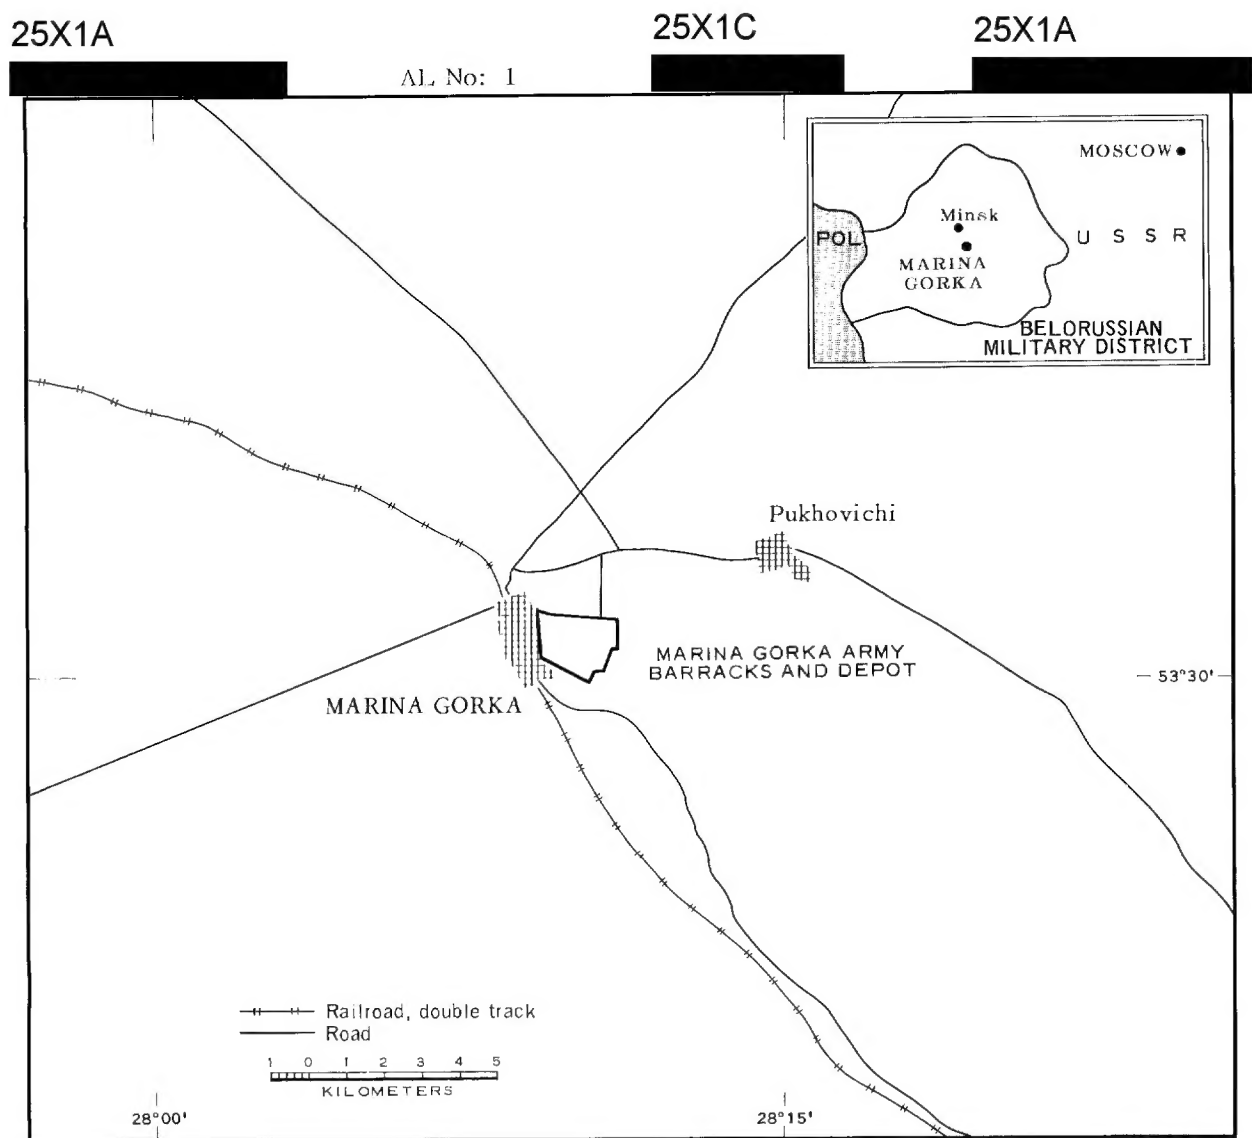 25X1A
25X1C
25X1A
AL No: 1
MOSCOW
Minsk
POL
U S S R
MARINA
GORKA
BELORUSSIAN
MILITARY DISTRICT
Pukhovichi
MARINA GORKA ARMY
BARRACKS AND DEPOT
53°30'
MARINA GORKA
Railroad, double track
Road
1 0 1 2 3 4 5
KILOMETERS
28°00'
28°15'